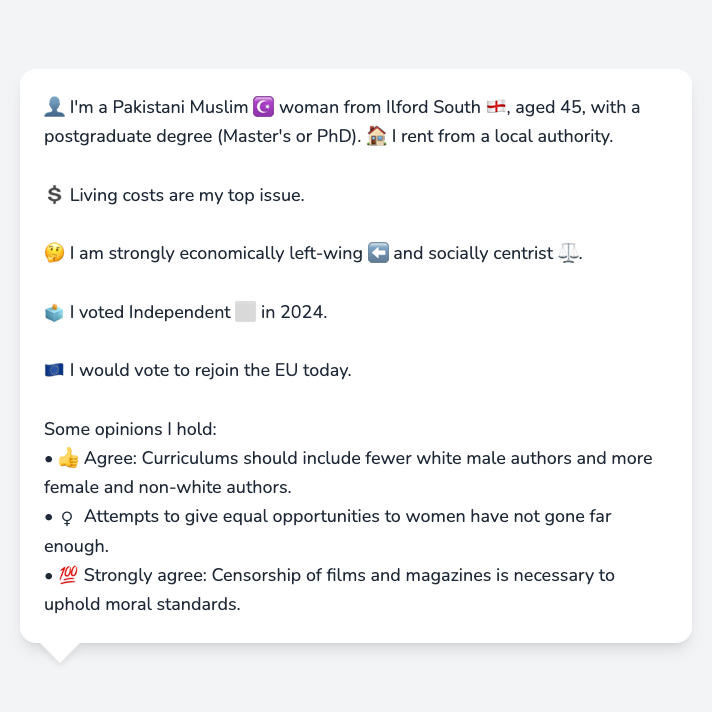 👤 I'm a Pakistani Muslim ☪️ woman from Ilford South 🏴󠁧󠁢󠁥󠁮󠁧󠁿, aged 45, with a
postgraduate degree (Master's or PhD). 🏠 I rent from a local authority.
💲 Living costs are my top issue.
🤔 I am strongly economically left-wing ⬅️ and socially centrist ⚖️.
🗳️ I voted Independent ⬜ in 2024.
🇪🇺 I would vote to rejoin the EU today.
Some opinions I hold:
• 👍 Agree: Curriculums should include fewer white male authors and more
female and non-white authors.
• ♀ Attempts to give equal opportunities to women have not gone far
enough.
• 💯 Strongly agree: Censorship of films and magazines is necessary to
uphold moral standards.